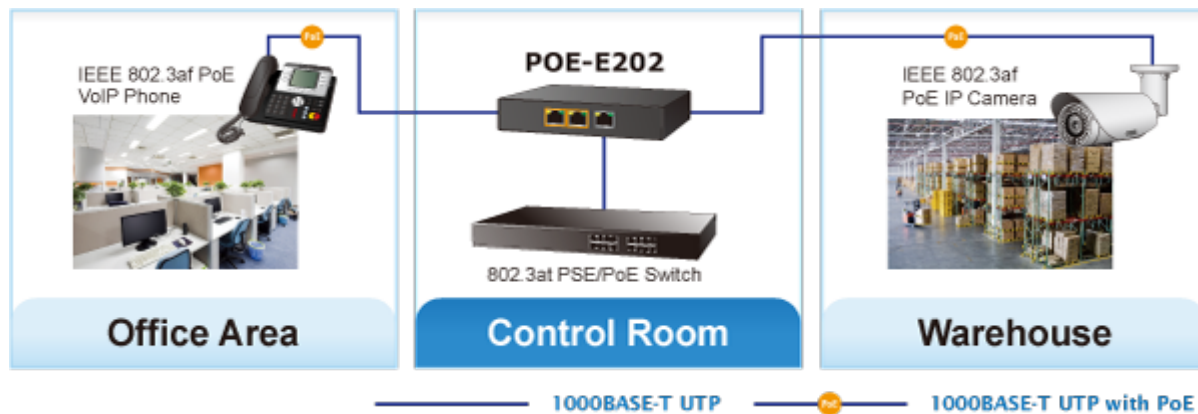 PoE
IEEE 802.3af PoE
VoIP Phone
POE-E202
802.3at PSE/PoE Switch
PoE
IEEE 802.3af
PoE IP Camera
Office Area
Control Room
Warehouse
1000BASE-T UTP
PoE
1000BASE-T UTP with PoE